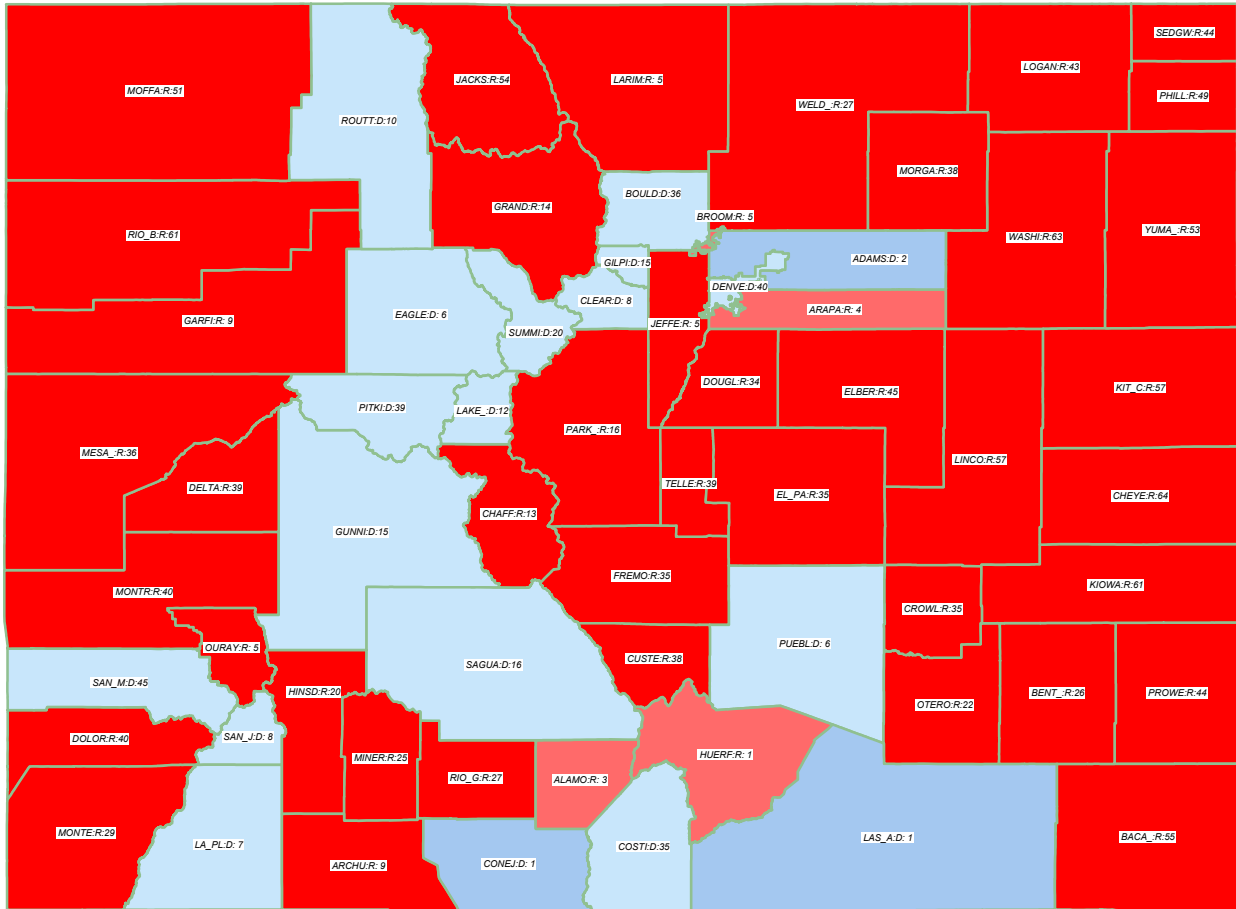 SEDGW:R:44
LOGAN:R:43
JACKS:R:54
LARIM:R: 5
MOFFA:R:51
PHILL:R:49
WELD_:R:27
ROUTT:D:10
MORGA:R:38
BOULD:D:36
GRAND:R:14
BROOM:R: 5
YUMA_:R:53
RIO_B:R:61
WASHI:R:63
ADAMS:D: 2
GILPI:D:15
DENVE:D:40
CLEAR:D: 8
ARAPA:R: 4
EAGLE:D: 6
GARFI:R: 9
JEFFE:R: 5
SUMMI:D:20
DOUGL:R:34
KIT_C:R:57
ELBER:R:45
PITKI:D:39
LAKE_:D:12
PARK_:R:16
MESA_:R:36
LINCO:R:57
TELLE:R:39
DELTA:R:39
EL_PA:R:35
CHEYE:R:64
CHAFF:R:13
GUNNI:D:15
FREMO:R:35
MONTR:R:40
KIOWA:R:61
CROWL:R:35
OURAY:R: 5
PUEBL:D: 6
CUSTE:R:38
SAGUA:D:16
SAN_M:D:45
HINSD:R:20
BENT_:R:26
PROWE:R:44
OTERO:R:22
SAN_J:D: 8
DOLOR:R:40
HUERF:R: 1
MINER:R:25
RIO_G:R:27
ALAMO:R: 3
MONTE:R:29
BACA_:R:55
LAS_A:D: 1
LA_PL:D: 7
COSTI:D:35
CONEJ:D: 1
ARCHU:R: 9